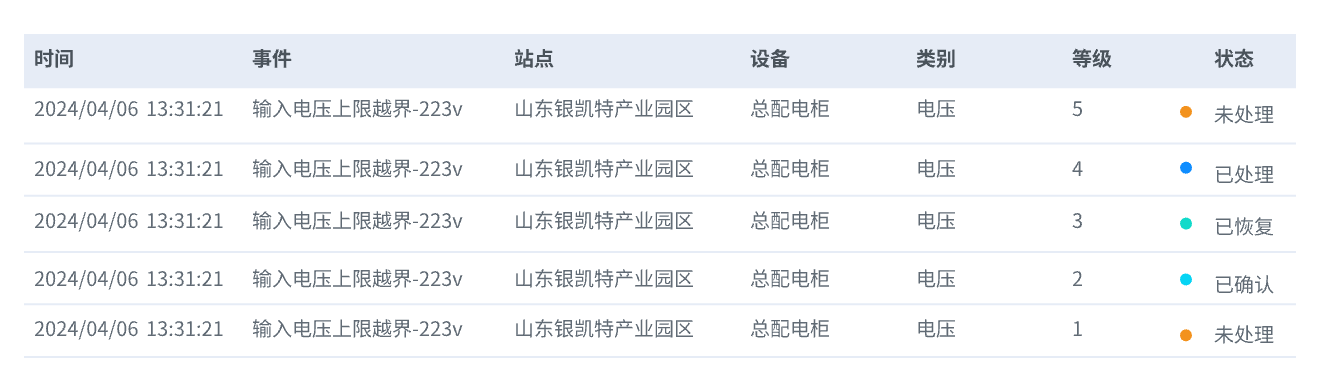 时间 事件 站点 设备 类别 等级 状态
2024/04/06 13:31:21 输入电压上限越界-223v 山东银凯特产业园区 总配电柜 电压 5 未处理
2024/04/06 13:31:21 输入电压上限越界-223v 山东银凯特产业园区 总配电柜 电压 4 已处理
2024/04/06 13:31:21 输入电压上限越界-223v 山东银凯特产业园区 总配电柜 电压 3 已恢复
2024/04/06 13:31:21 输入电压上限越界-223v 山东银凯特产业园区 总配电柜 电压 2 已确认
2024/04/06 13:31:21 输入电压上限越界-223v 山东银凯特产业园区 总配电柜 电压 1 未处理